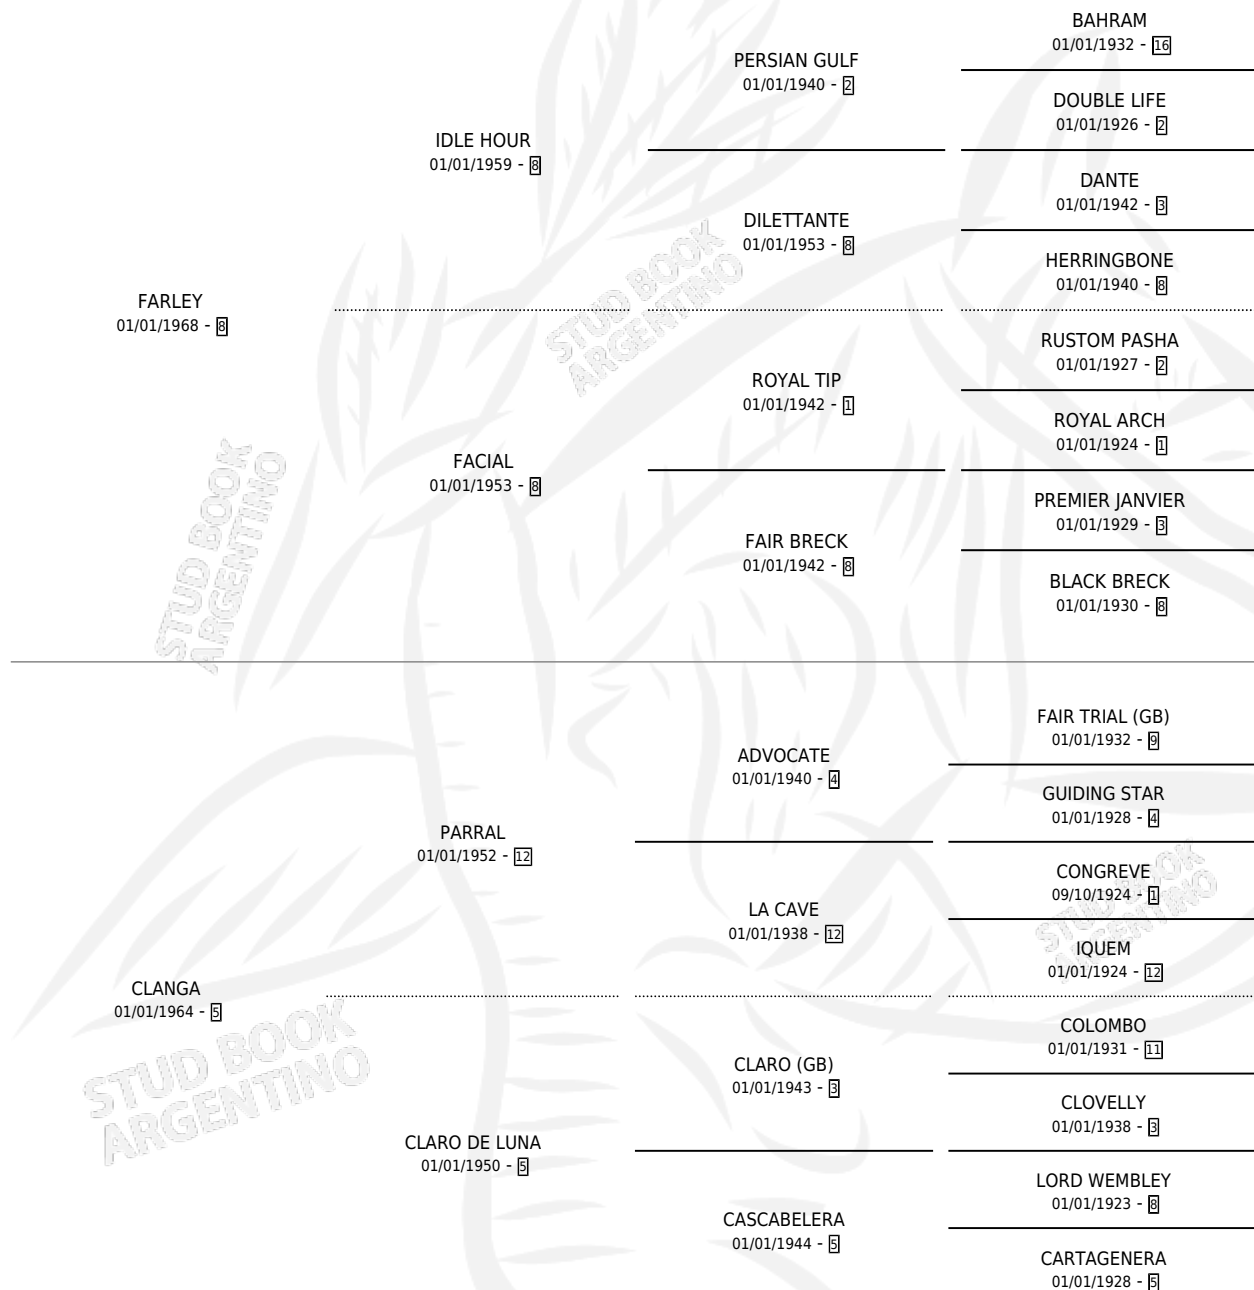 BAHRAM
01/01/1932 - 16
PERSIAN GULF
01/01/1940 - 2
DOUBLE LIFE
01/01/1926 - 2
IDLE HOUR
01/01/1959 - 8
DANTE
01/01/1942 - 3
DILETTANTE
01/01/1953 - 8
HERRINGBONE
01/01/1940 - 8
FARLEY
01/01/1968 - 8
RUSTOM PASHA
01/01/1927 - 2
ROYAL TIP
01/01/1942 - 1
ROYAL ARCH
01/01/1924 - 1
FACIAL
01/01/1953 - 8
PREMIER JANVIER
01/01/1929 - 3
FAIR BRECK
01/01/1942 - 8
BLACK BRECK
01/01/1930 - 8
FAIR TRIAL (GB)
01/01/1932 - 9
ADVOCATE
01/01/1940 - 4
GUIDING STAR
01/01/1928 - 4
PARRAL
01/01/1952 - 12
CONGREVE
09/10/1924 - 1
LA CAVE
01/01/1938 - 12
IQUEM
01/01/1924 - 12
CLANGA
01/01/1964 - 5
COLOMBO
01/01/1931 - 11
CLARO (GB)
01/01/1943 - 3
CLOVELLY
01/01/1938 - 3
CLARO DE LUNA
01/01/1950 - 5
LORD WEMBLEY
01/01/1923 - 8
CASCABELERA
01/01/1944 - 5
CARTAGENERA
01/01/1928 - 5
STUD BOOK
ARGENTINO
STUD BOOK
ARGENTINO
STUD BOOK
ARGENTINO
STUD BOOK
ARGENTINO